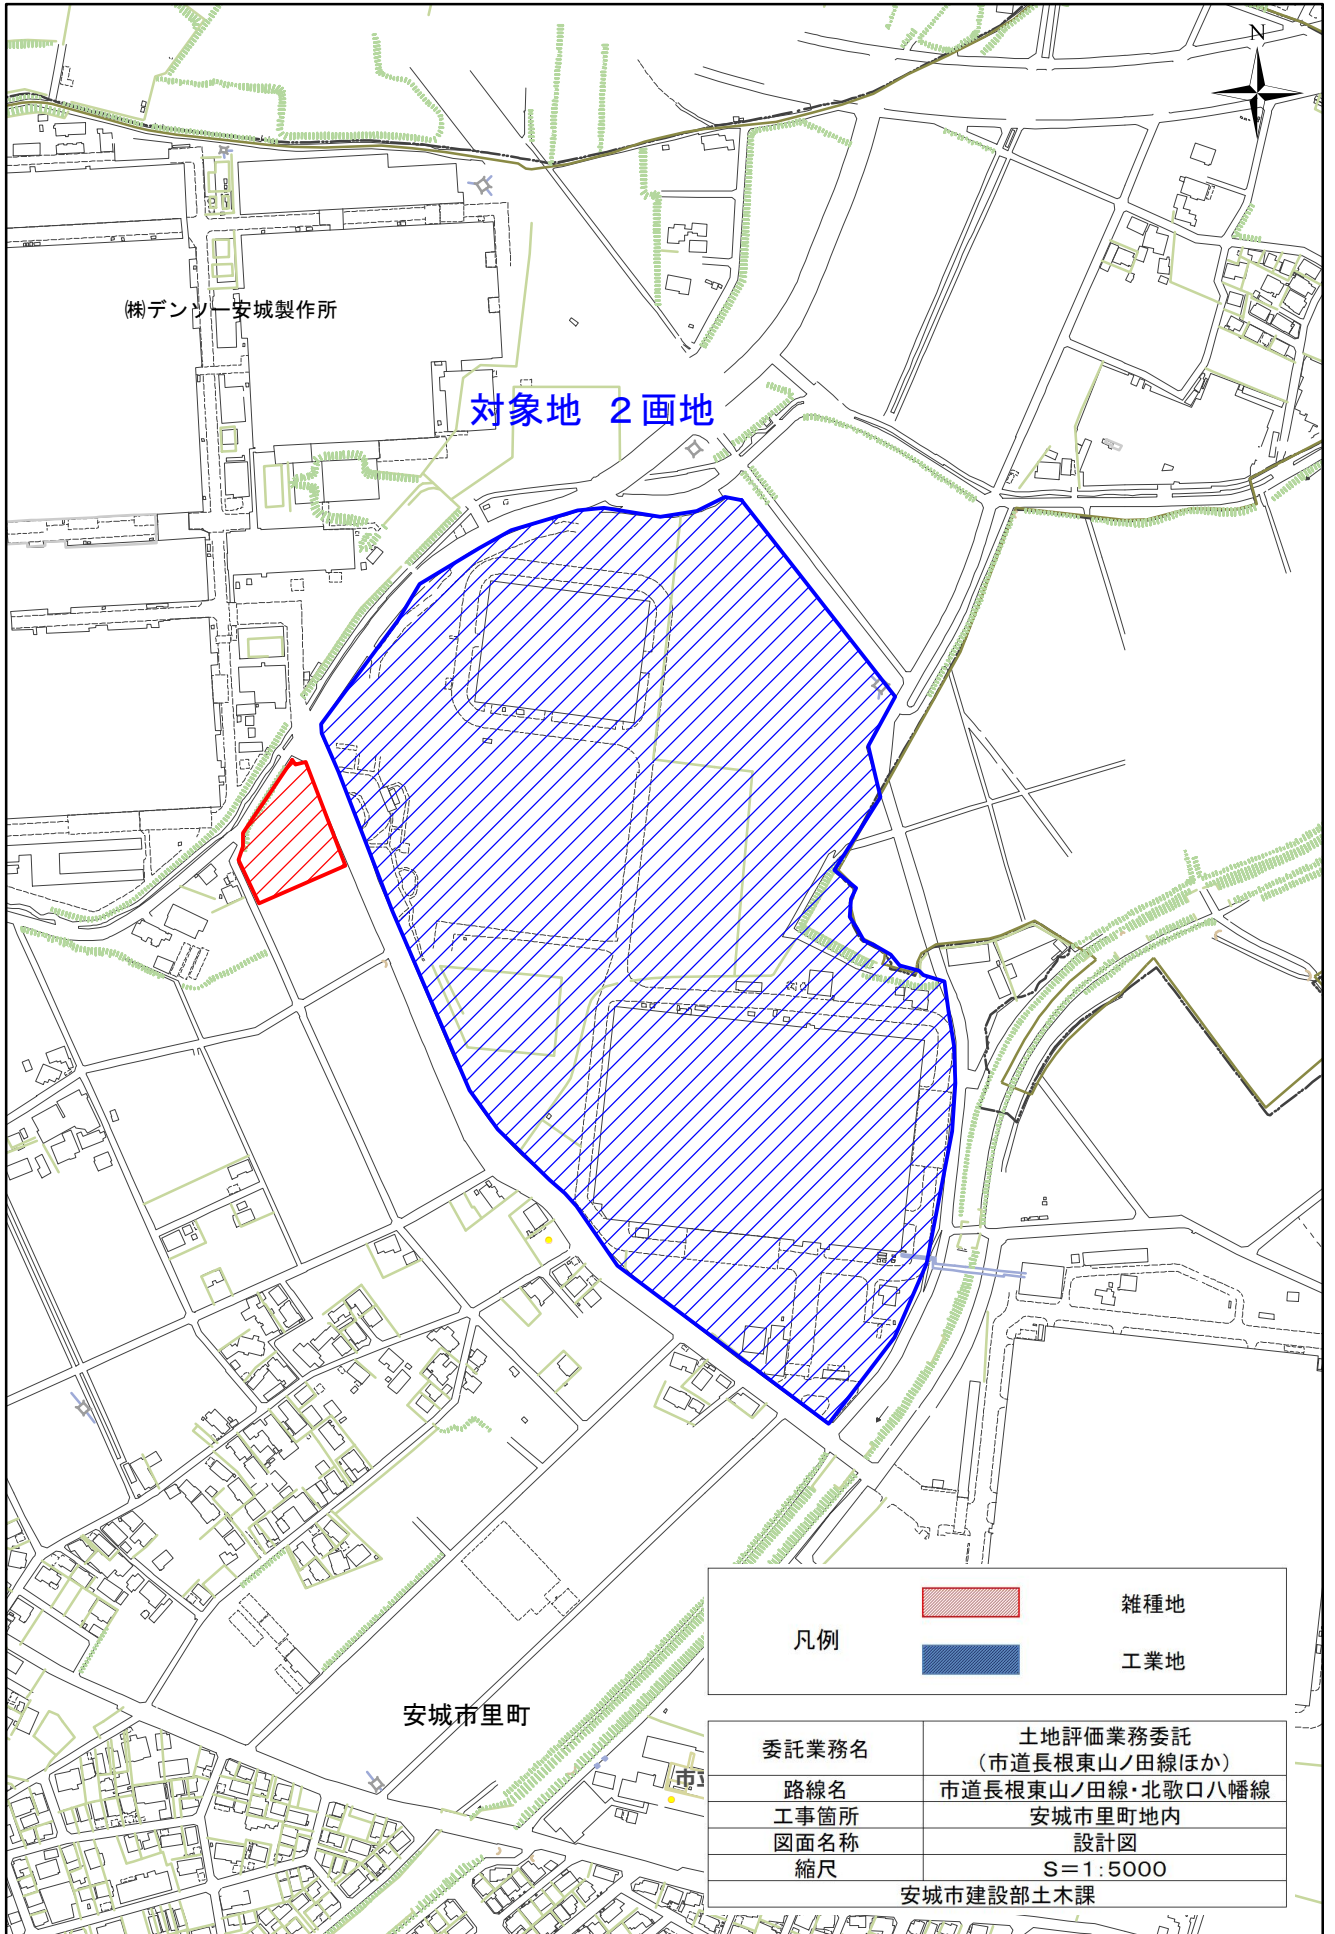 N
㈱デンソー安城製作所
対象地 2画地
凡例
雑種地
工業地
安城市里町
市立
委託業務名
土地評価業務委託
(市道長根東山ノ田線ほか)
路線名
市道長根東山ノ田線・北歌口八幡線
工事箇所
安城市里町地内
図面名称
設計図
縮尺
S=1:5000
安城市建設部土木課